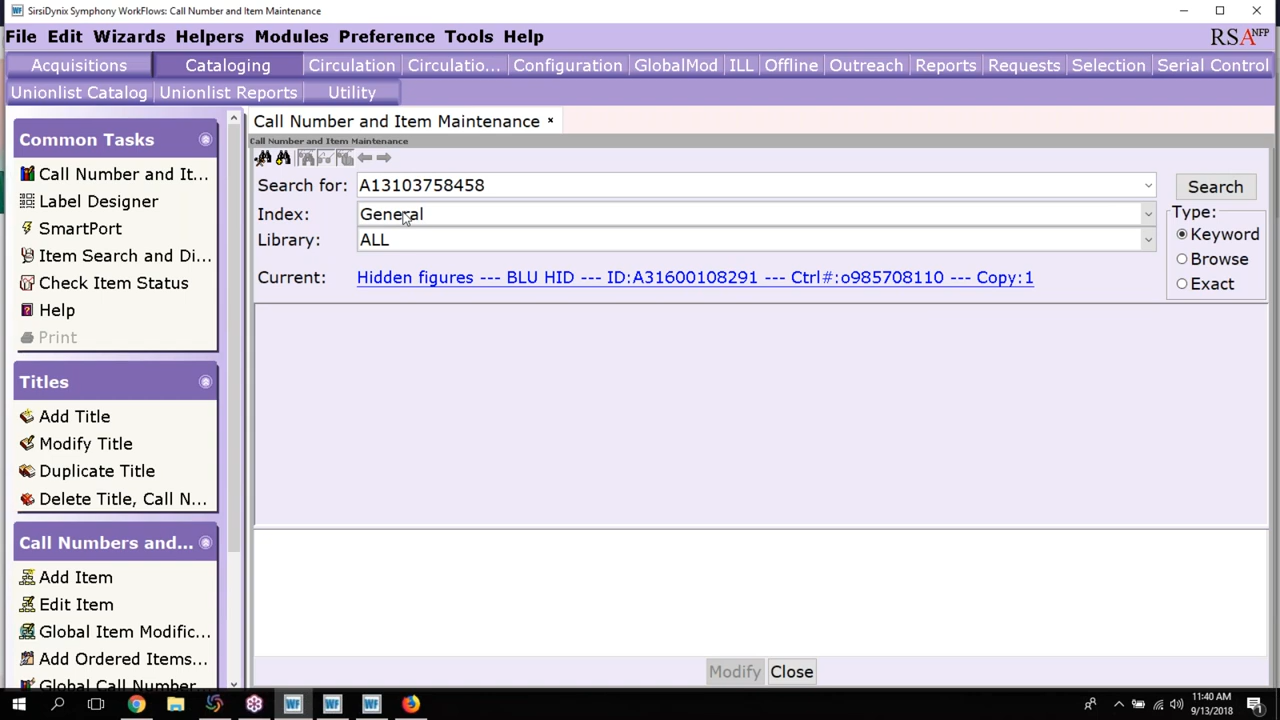 SirsiDynix Symphony WorkFlows: Call Number and Item Maintenance
File Edit Wizards Helpers Modules Preference Tools Help
RSA NFP
Acquisitions Cataloging Circulation Circulatio... Configuration GlobalMod ILL Offline Outreach Reports Requests Selection Serial Control
Unionlist Catalog Unionlist Reports Utility
Common Tasks
Call Number and It...
Label Designer
SmartPort
Item Search and Di...
Check Item Status
Help
Print
Titles
Add Title
Modify Title
Duplicate Title
Delete Title, Call N...
Call Numbers and...
Add Item
Edit Item
Global Item Modific...
Add Ordered Items...
Global Call Number
Call Number and Item Maintenance ×
Call Number and Item Maintenance
Search for: A13103758458
Search
Index: General
Library: ALL
Type:
Keyword
Browse
Exact
Current: Hidden figures --- BLU HID --- ID:A31600108291 --- Ctrl#:o985708110 --- Copy:1
Modify Close
11:40 AM
9/13/2018